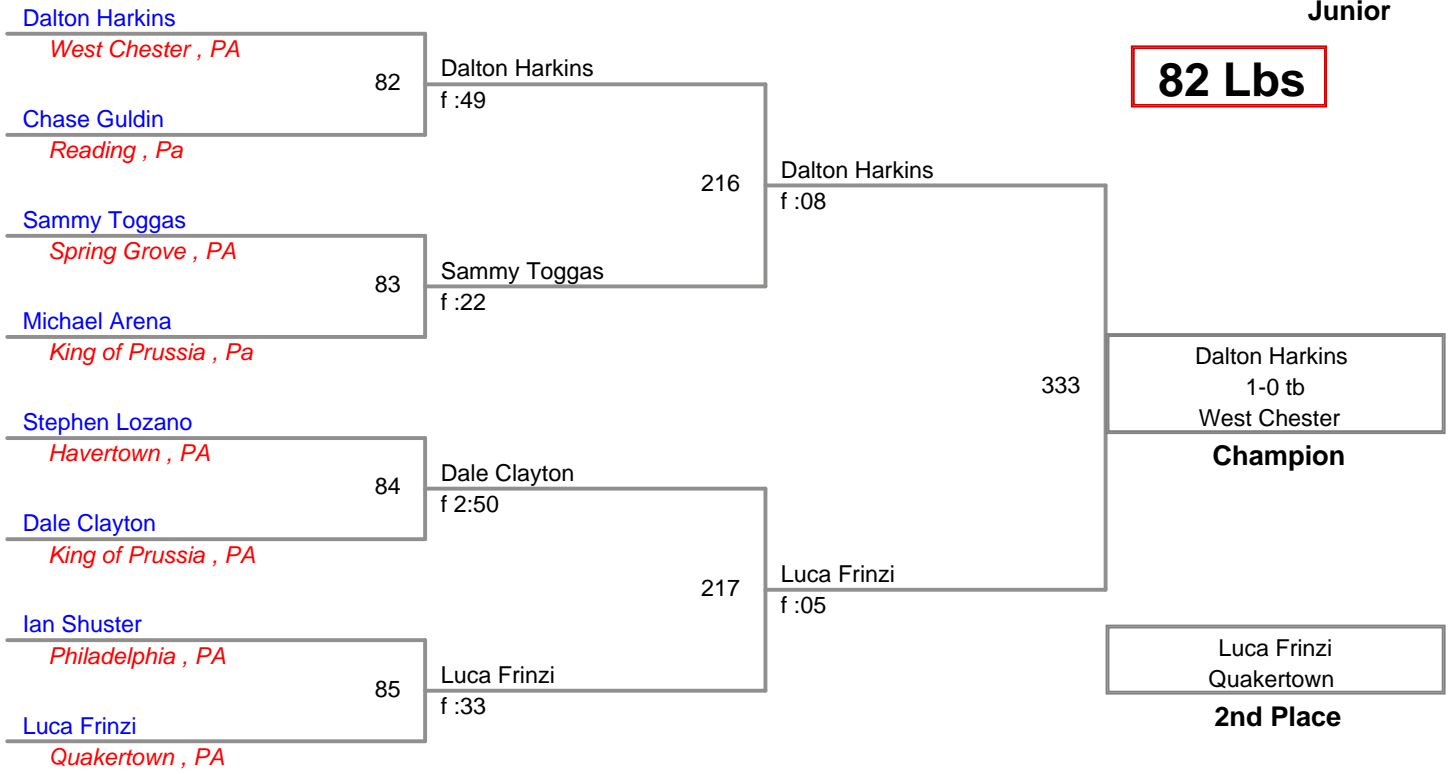 Junior
82 Lbs
Dalton Harkins
West Chester , PA
82
Chase Guldin
Reading , Pa
Dalton Harkins
f :49
Sammy Toggas
Spring Grove , PA
83
Michael Arena
King of Prussia , Pa
Sammy Toggas
f :22
216
Dalton Harkins
f :08
Stephen Lozano
Havertown , PA
84
Dale Clayton
King of Prussia , PA
Dale Clayton
f 2:50
Ian Shuster
Philadelphia , PA
85
Luca Frinzi
Quakertown , PA
Luca Frinzi
f :33
217
Luca Frinzi
f :05
333
Dalton Harkins
1-0 tb
West Chester
Champion
Luca Frinzi
Quakertown
2nd Place